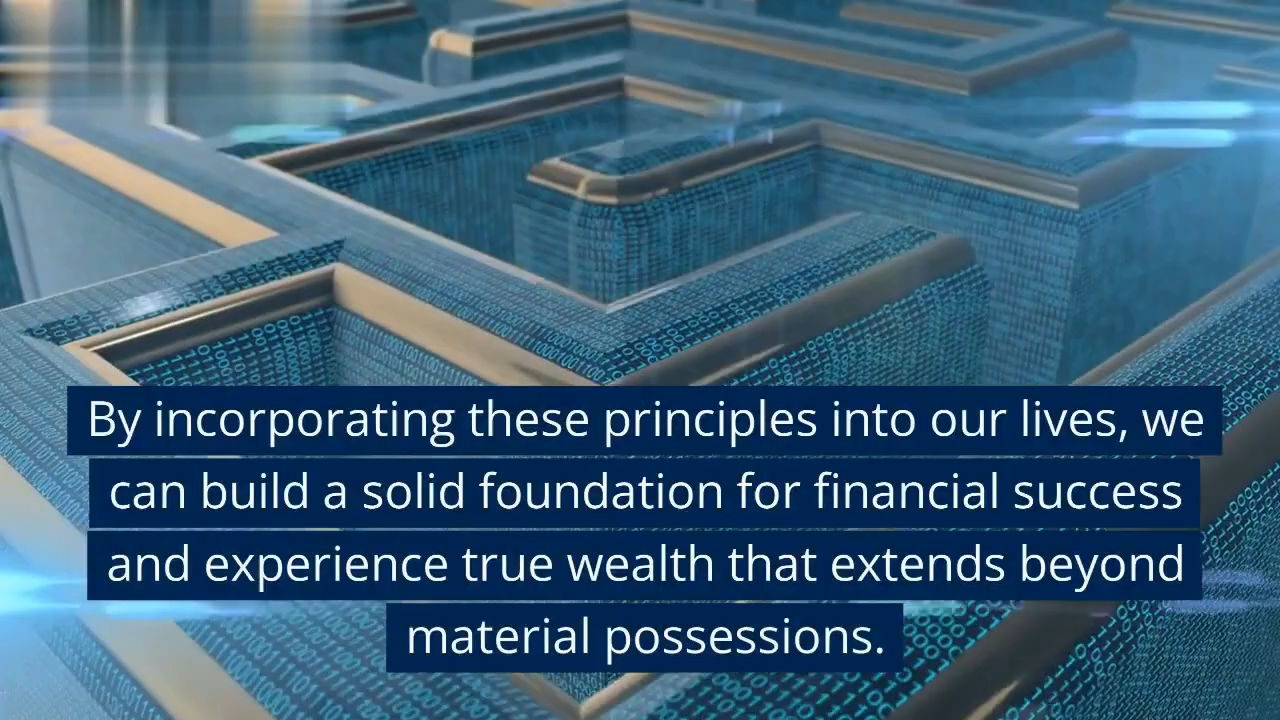 By incorporating these principles into our lives, we
can build a solid foundation for financial success
and experience true wealth that extends beyond
material possessions.